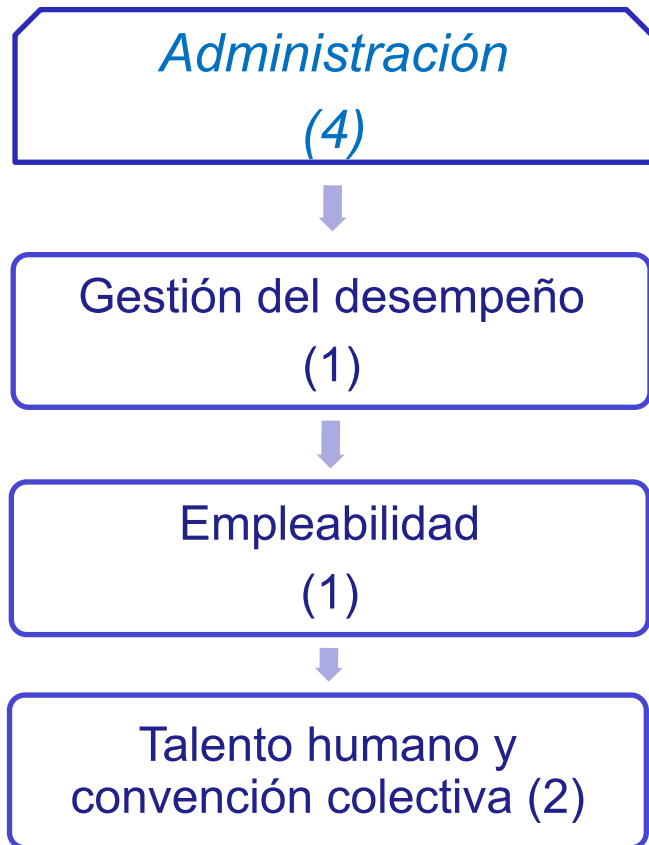 Administración
(4)
Gestión del desempeño
(1)
Empleabilidad
(1)
Talento humano y
convención colectiva (2)